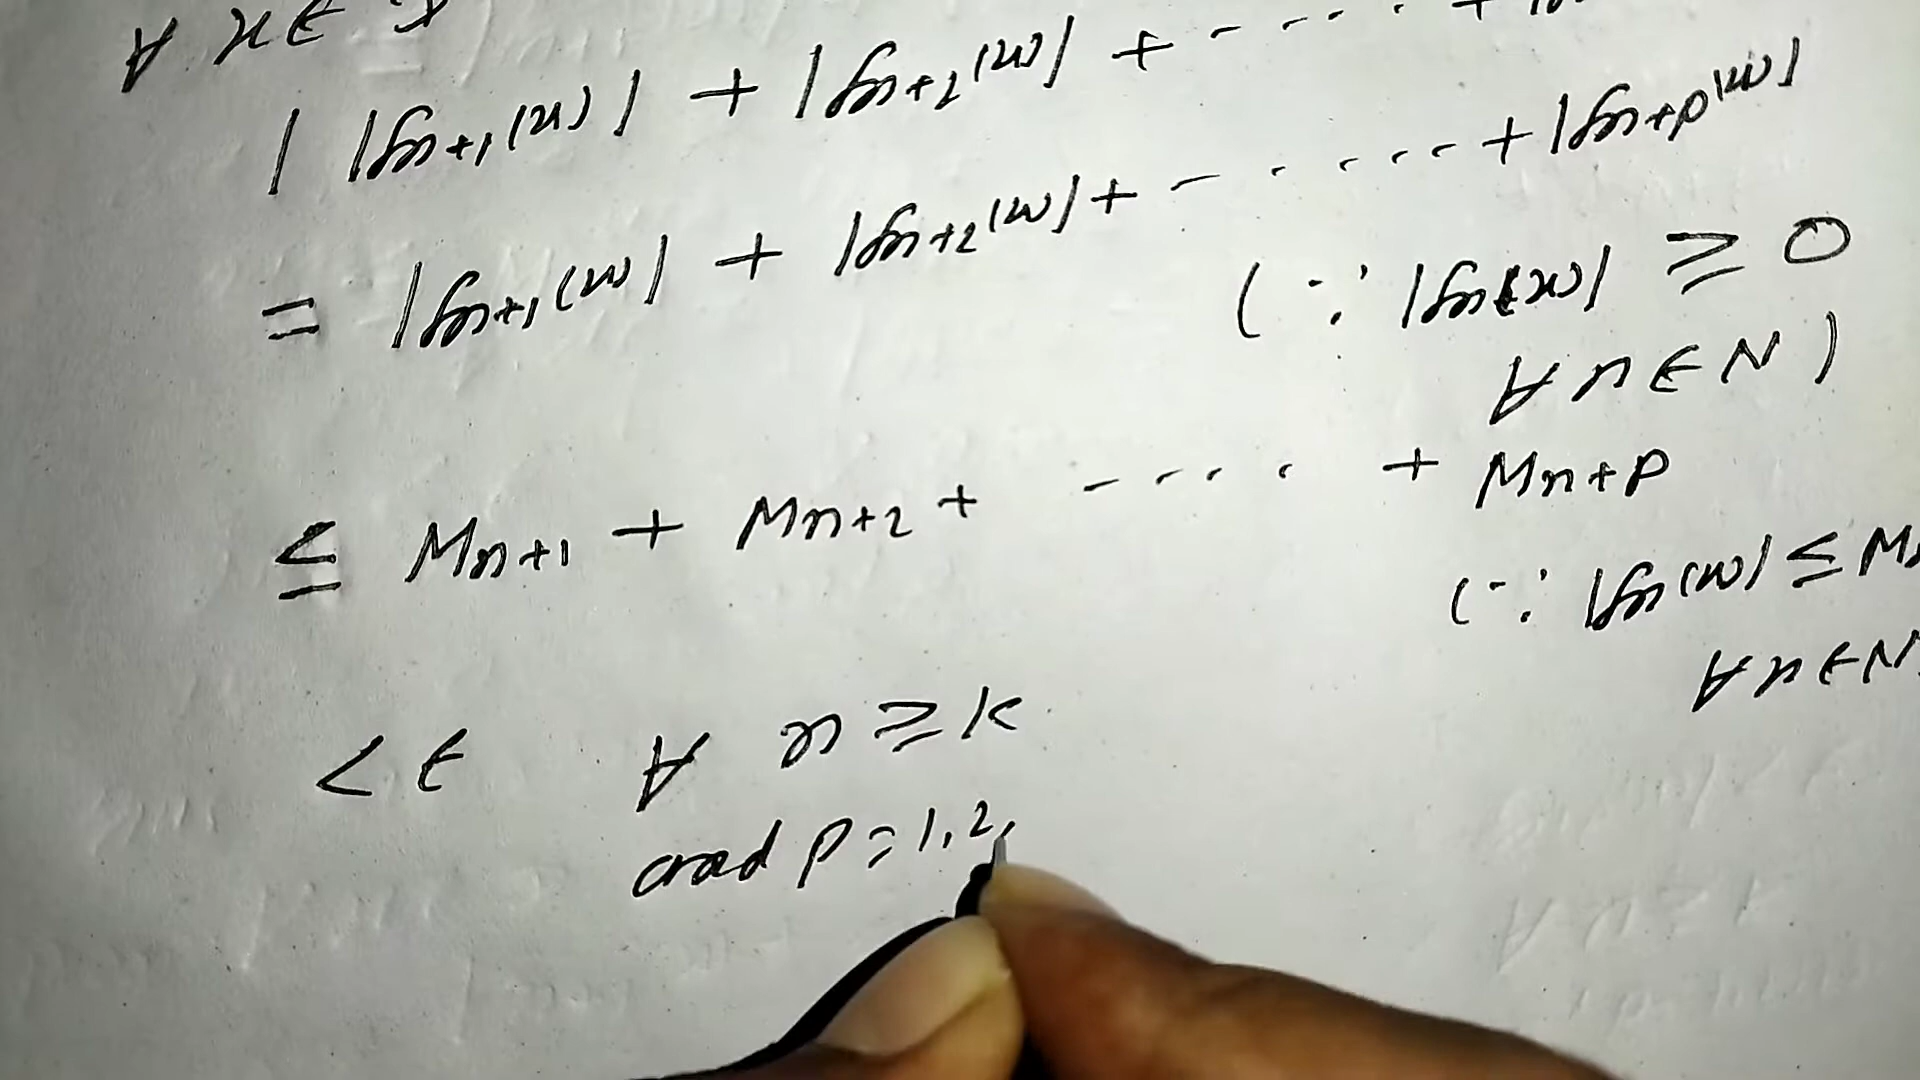 ∀ x ∈
| |fn+1(x)| + |fn+2(x)| + - - - - · +
= |fn+1(x)| + |fn+2(x)| + - - - - - - + |fn+p(x)|
(∵ |fn(x)| ≥ 0
∀ n ∈ N)
≤ Mn+1 + Mn+2 + - - - - · + Mn+p
(∵ |fn(x)| ≤ M
∀ n ∈ N
< ε ∀ n ≥ k
and p = 1, 2,